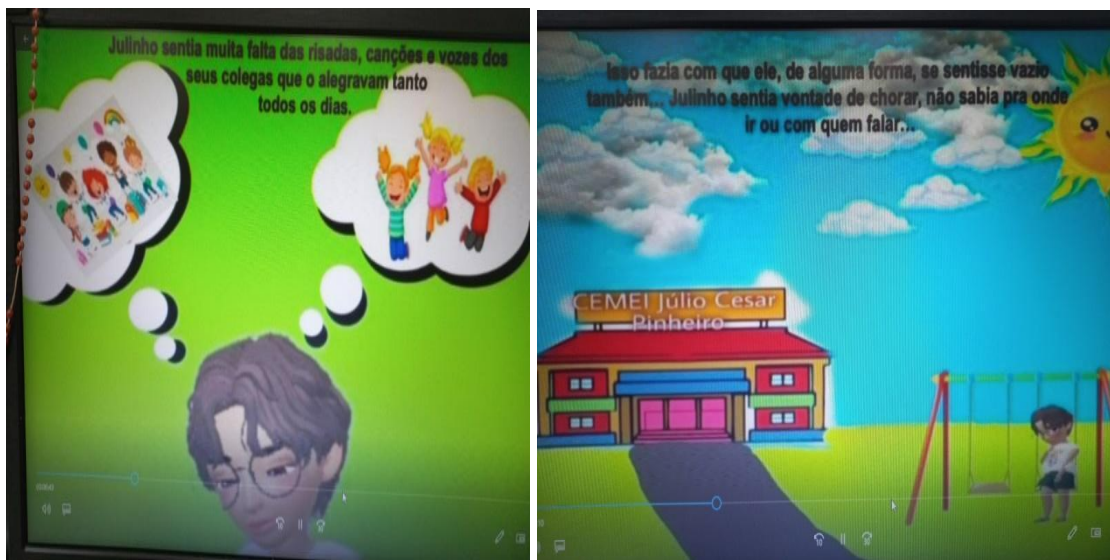 Julinho sentia muita falta das risadas, canções e vozes dos
seus colegas que o alegravam tanto
todos os dias.
Isso fazia com que ele, de alguma forma, se sentisse vazio
também... Julinho sentia vontade de chorar, não sabia pra onde
ir ou com quem falar...
CEMEI Júlio Cesar
Pinheiro